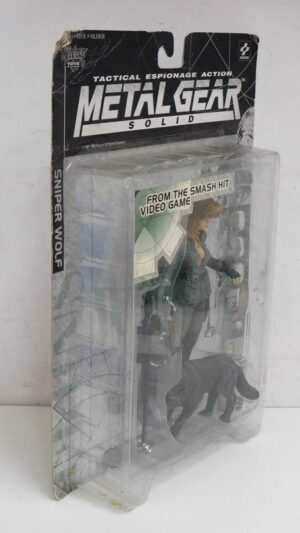 TACTICAL ESPIONAGE ACTION
METAL GEAR
SOLID
SNIPER WOLF
FROM THE SMASH HIT
VIDEO GAME